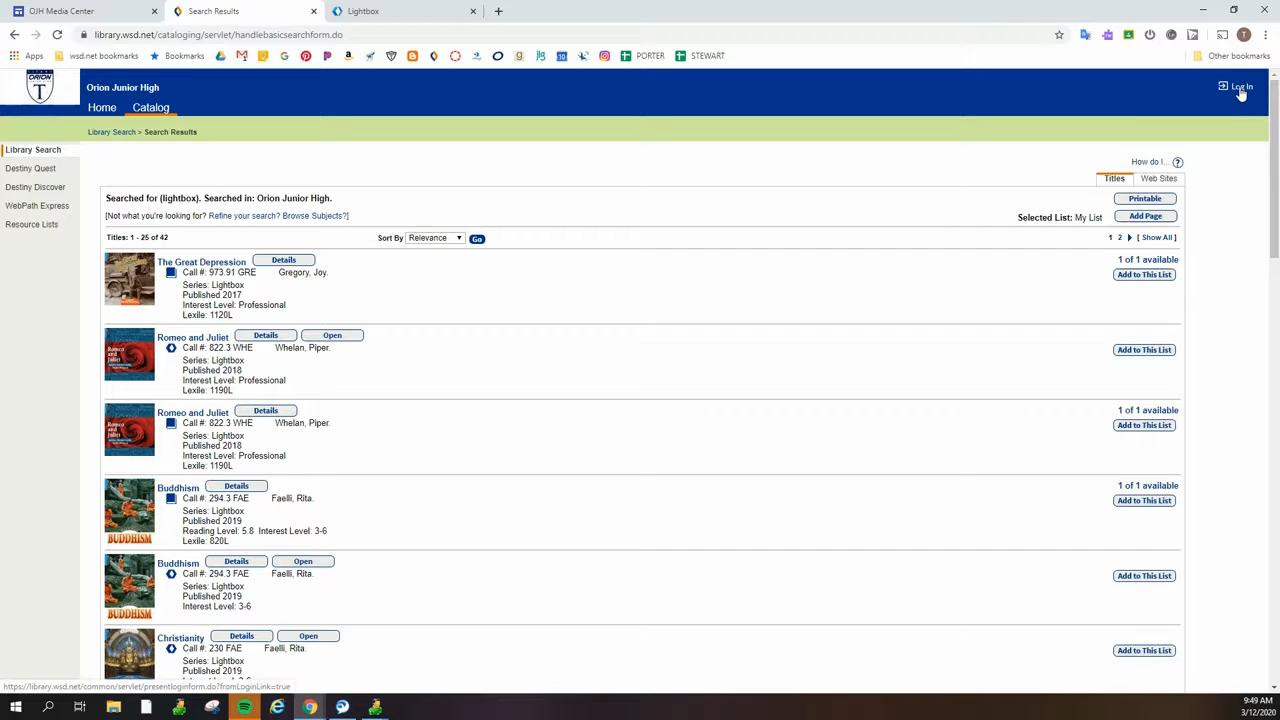 OJH Media Center
Search Results
Lightbox
library.wsd.net/cataloging/servlet/handlebasicsearchform.do
Apps
wsd.net bookmarks
Bookmarks
PORTER
STEWART
Other bookmarks
ORION
T
Orion Junior High
Log In
Home
Catalog
Library Search > Search Results
Library Search
Destiny Quest
Destiny Discover
WebPath Express
Resource Lists
How do I...
?
Titles
Web Sites
Searched for (lightbox). Searched in: Orion Junior High.
Printable
[Not what you're looking for? Refine your search? Browse Subjects?]
Selected List: My List
Add Page
Titles: 1 - 25 of 42
Sort By
Relevance
Go
1 2 [ Show All ]
The Great Depression
Details
1 of 1 available
Call #: 973.91 GRE
Gregory, Joy.
Add to This List
Series: Lightbox
Published 2017
Interest Level: Professional
Lexile: 1120L
Romeo and Juliet
Details
Open
Call #: 822.3 WHE
Whelan, Piper.
Add to This List
Series: Lightbox
Published 2018
Interest Level: Professional
Lexile: 1190L
Romeo and Juliet
Details
1 of 1 available
Call #: 822.3 WHE
Whelan, Piper.
Add to This List
Series: Lightbox
Published 2018
Interest Level: Professional
Lexile: 1190L
Buddhism
Details
1 of 1 available
Call #: 294.3 FAE
Faelli, Rita.
Add to This List
Series: Lightbox
Published 2019
Reading Level: 5.8 Interest Level: 3-6
Lexile: 820L
BUDDHISM
Buddhism
Details
Open
Call #: 294.3 FAE
Faelli, Rita.
Add to This List
Series: Lightbox
Published 2019
Interest Level: 3-6
BUDDHISM
Christianity
Details
Open
Call #: 230 FAE
Faelli, Rita.
Add to This List
Series: Lightbox
Published 2019
https://library.wsd.net/common/servlet/presentloginform.do?fromLoginLink=true
9:49 AM
3/12/2020